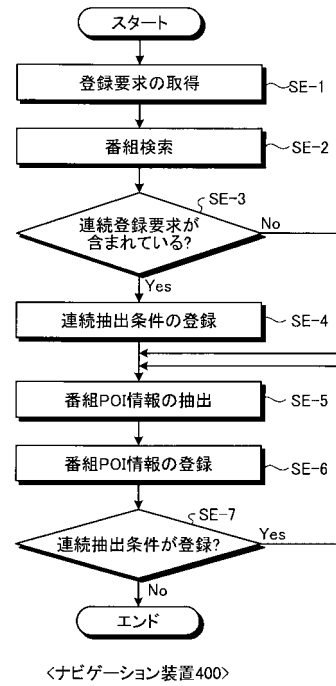 スタート
登録要求の取得
SE-1
番組検索
SE-2
SE-3
連続登録要求が
含まれている?
No
Yes
連続抽出条件の登録
SE-4
番組POI情報の抽出
SE-5
番組POI情報の登録
SE-6
SE-7
連続抽出条件が登録?
Yes
No
エンド
<ナビゲーション装置400>